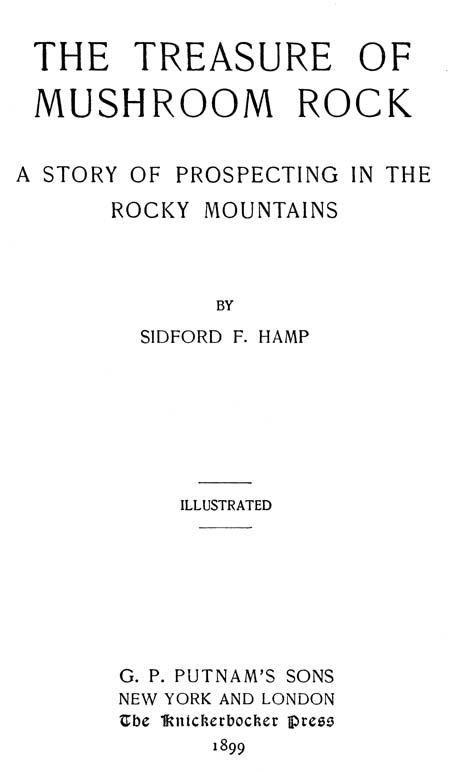 THE TREASURE OF
MUSHROOM ROCK
A STORY OF PROSPECTING IN THE
ROCKY MOUNTAINS
BY
SIDFORD F. HAMP
ILLUSTRATED
G. P. PUTNAM'S SONS
NEW YORK AND LONDON
The Knickerbocker Press
1899